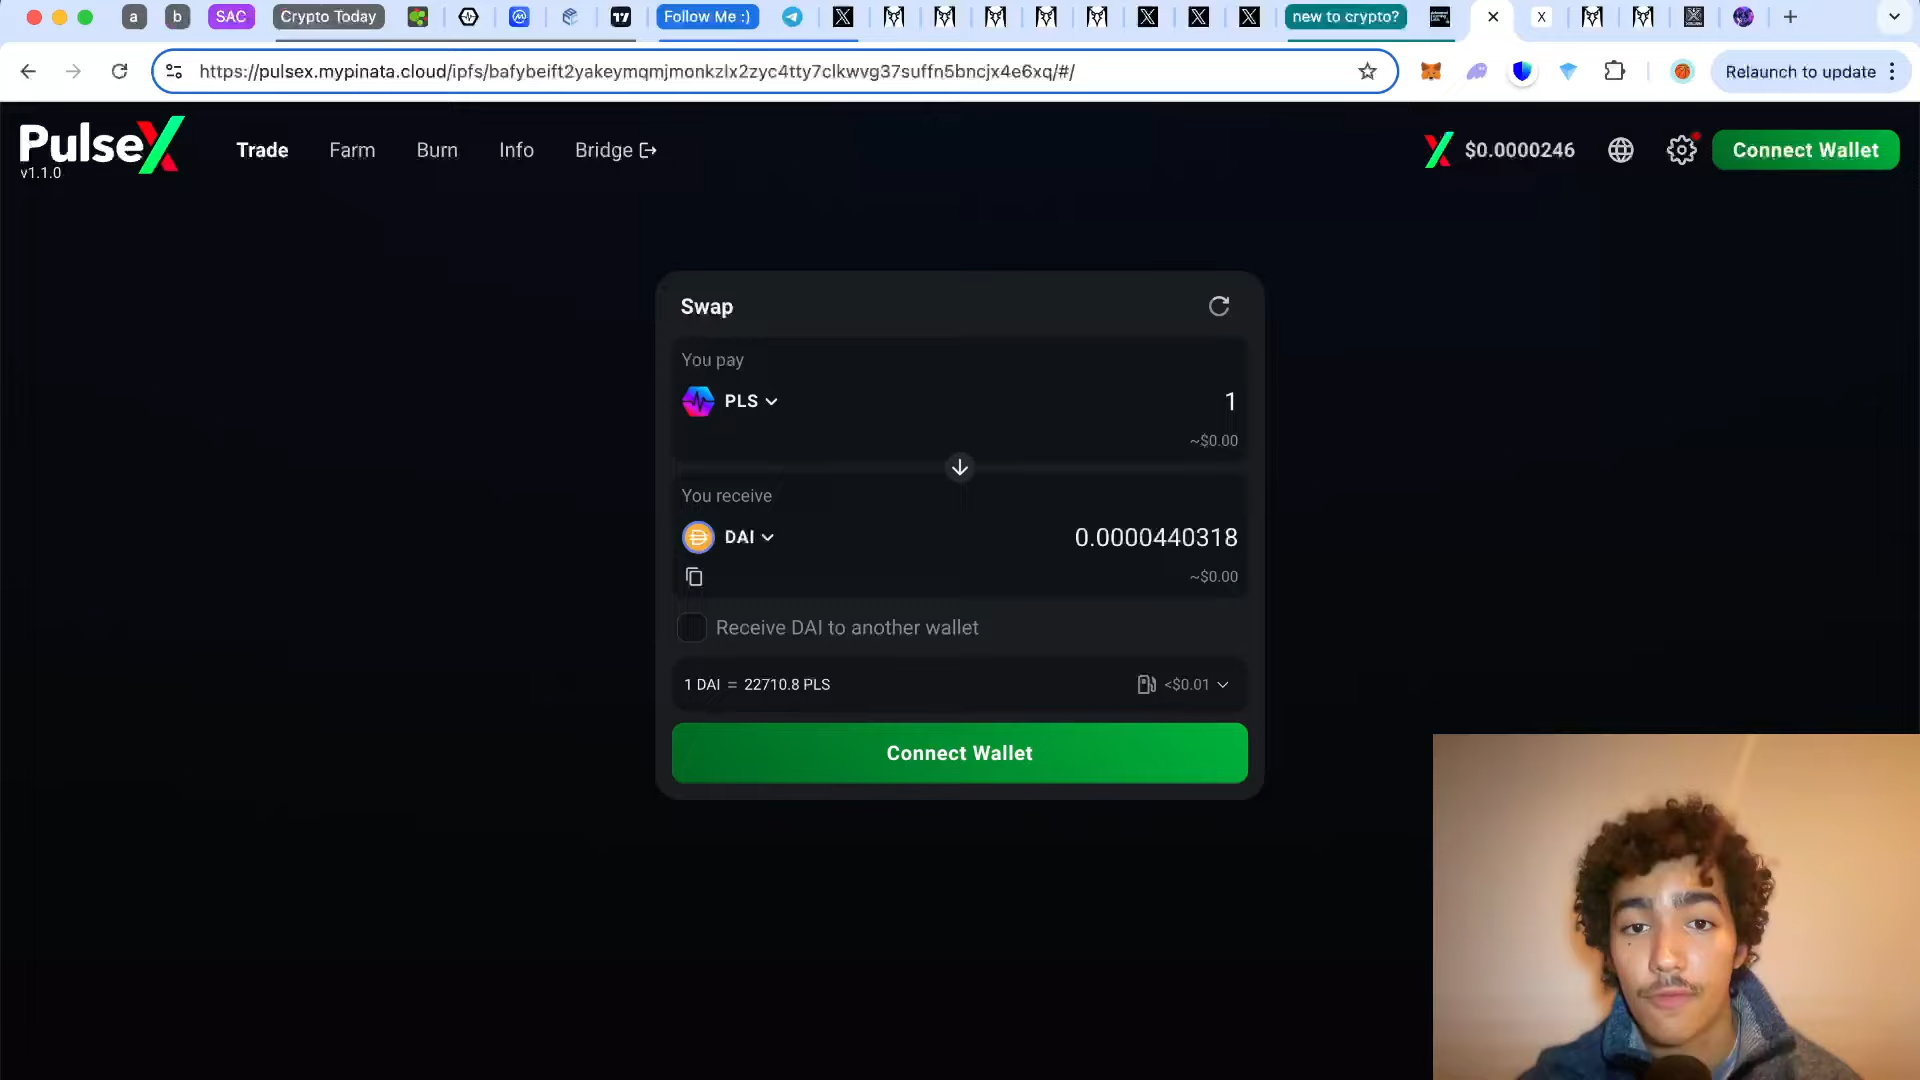 a
b
SAC
Crypto Today
Follow Me :)
new to crypto?
https://pulsex.mypinata.cloud/ipfs/bafybeift2yakeymqmjmonkzlx2zyc4tty7clkwvg37suffn5bncjx4e6xq/#/
Relaunch to update
PulseX
v1.1.0
Trade
Farm
Burn
Info
Bridge
$0.0000246
Connect Wallet
Swap
You pay
PLS
1
~$0.00
You receive
DAI
0.0000440318
~$0.00
Receive DAI to another wallet
1 DAI = 22710.8 PLS
<$0.01
Connect Wallet